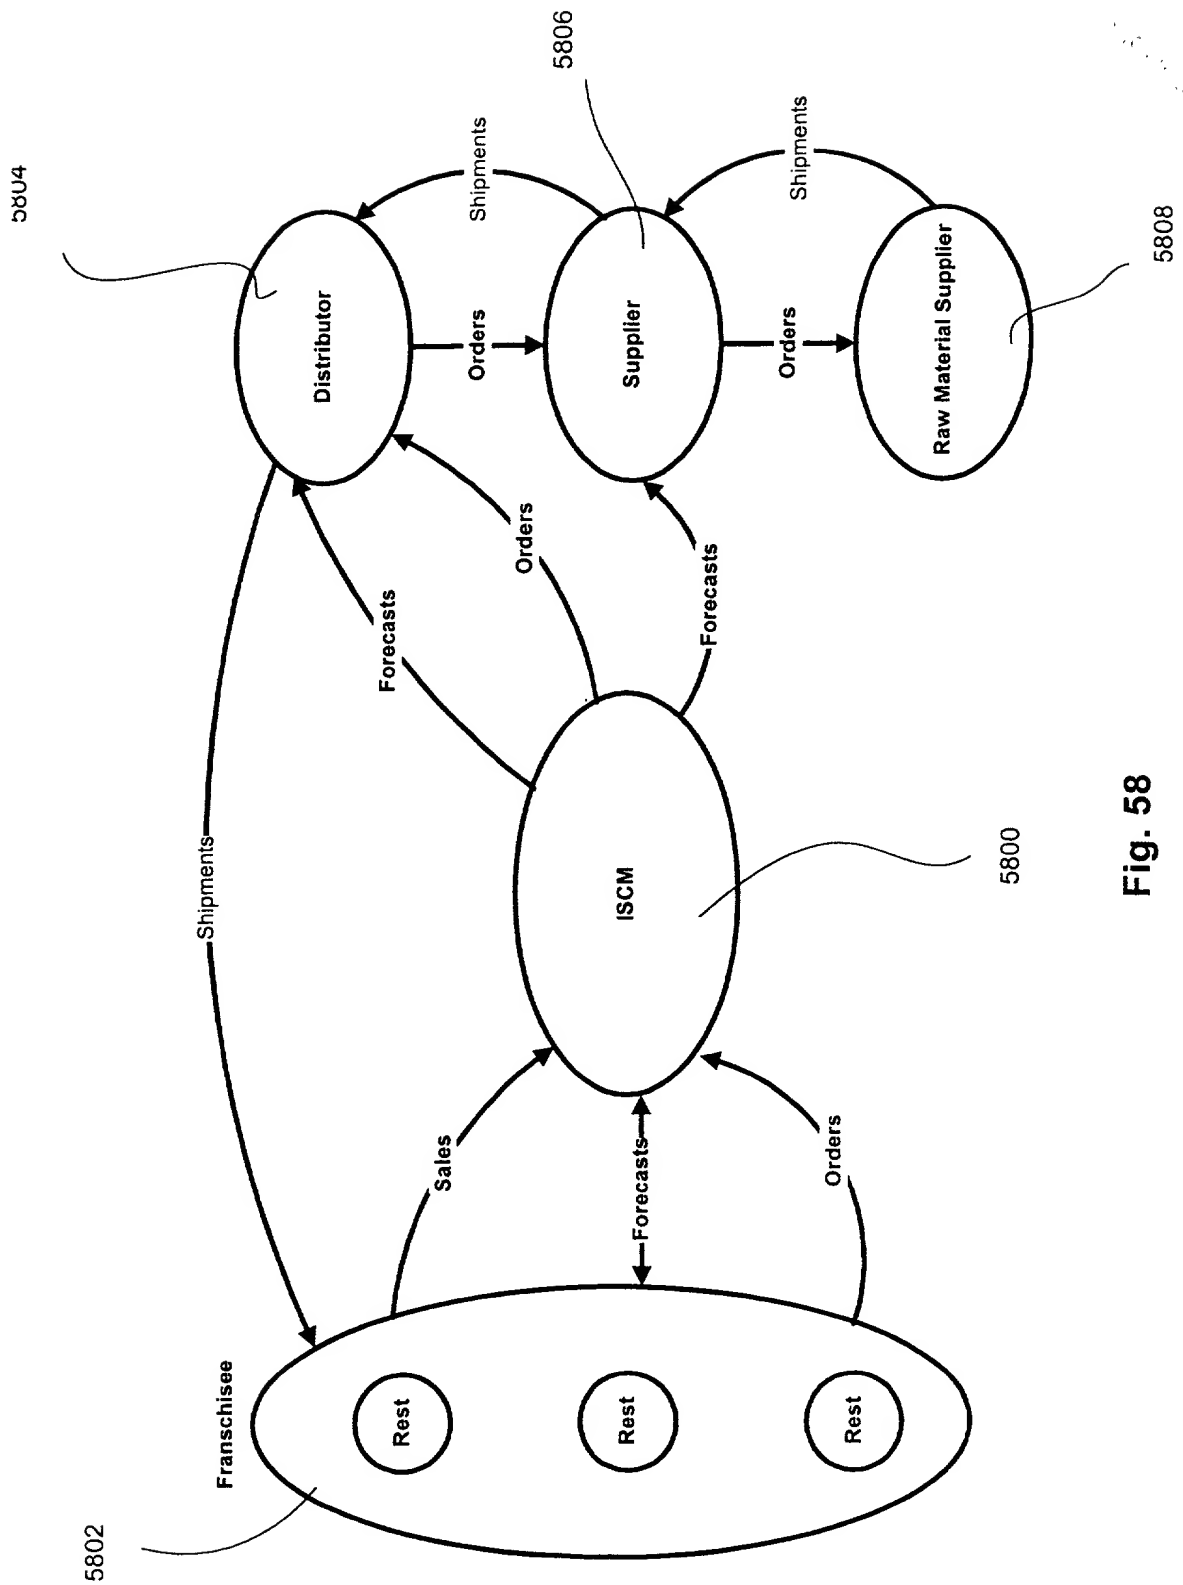 5804
5802
Shipments
Franschisee
Distributor
Forecasts
Rest
Sales
Orders
Shipments
Orders
5806
Rest
Forecasts
ISCM
Supplier
Forecasts
Orders
Shipments
Orders
Rest
Raw Material Supplier
5800
5808
Fig. 58